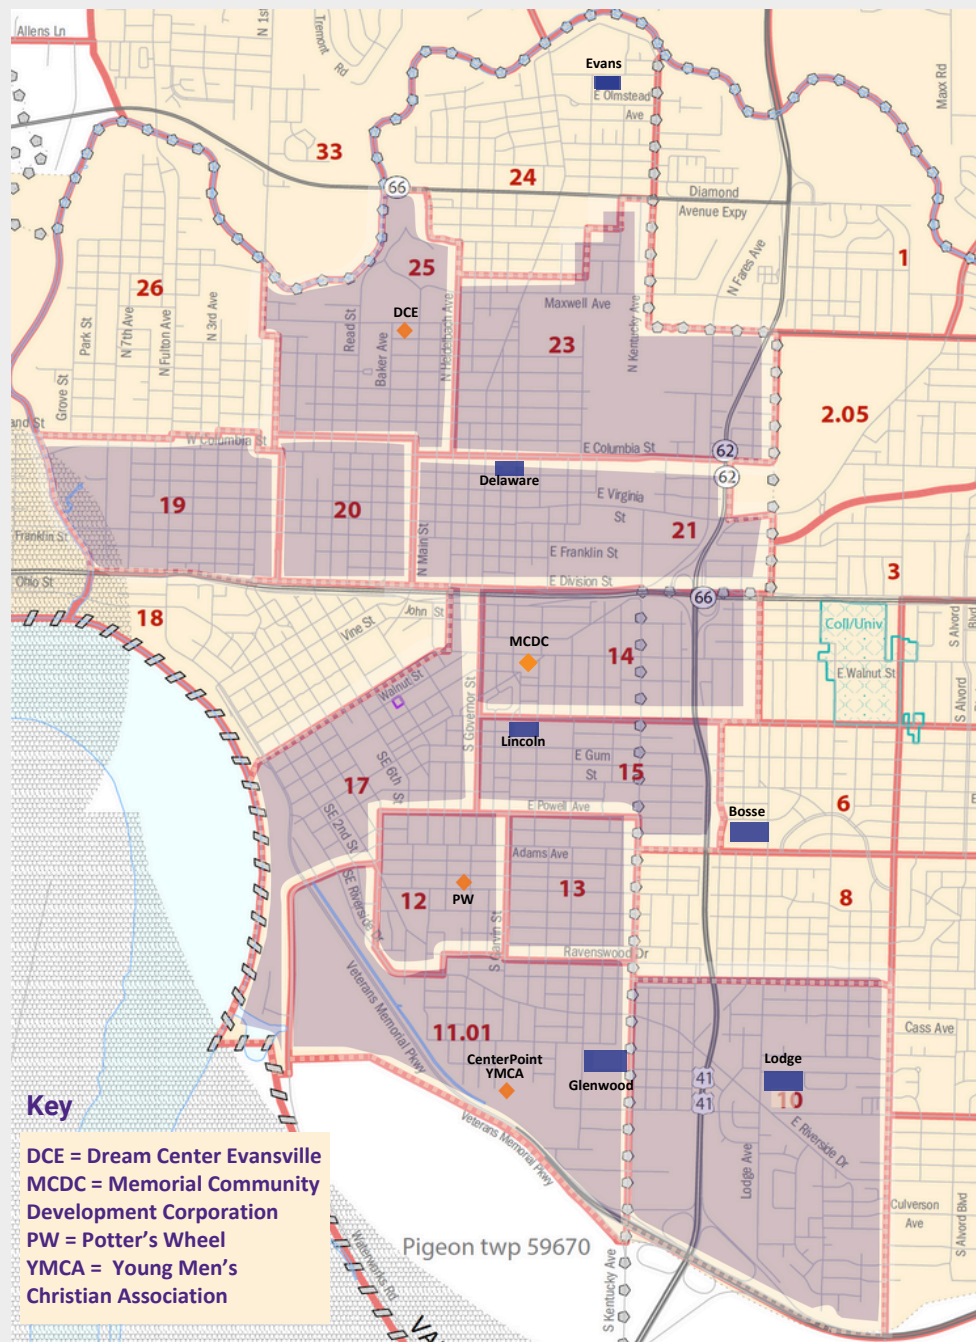 Allens Ln
N 1st
Tremont
Rd
Evans
E Olmstead
Ave
Maxx Rd
33
24
66
Diamond
Avenue Expy
N Fares Ave
1
25
26
DCE
Maxwell Ave
N Kentucky Ave
N Heidelbach Ave
Read St
Baker Ave
23
Park St
N 7th Ave
N Fulton Ave
N 3rd Ave
Grove St
2.05
and St
W Columbia St
E Columbia St
62
62
Delaware
E Virginia
St
19
20
21
Franklin St
N Main St
E Franklin St
3
Ohio St
E Division St
66
18
John St
Vine St
Coll/Univ
S Alvord
Blvd
MCDC
14
E Walnut St
Walnut St
S Alvord
S Governor St
Lincoln
E Gum
St
15
17
SE 6th
St
SE 2nd St
E Powell Ave
Bosse
6
E
Adams Ave
12
PW
13
8
SE Riverside Dr
S Garvin St
Ravenswood Dr
Veterans Memorial Pkwy
11.01
Cass Ave
CenterPoint
YMCA
Glenwood
Lodge
10
41
41
Key
Veterans Memorial Pkwy
E Riverside Dr
Lodge Ave
DCE = Dream Center Evansville
MCDC = Memorial Community
Development Corporation
PW = Potter's Wheel
YMCA = Young Men's
Christian Association
Culverson
Ave
S Alvord Blvd
Pigeon twp 59670
Waterworks Rd
S Kentucky Ave
VA